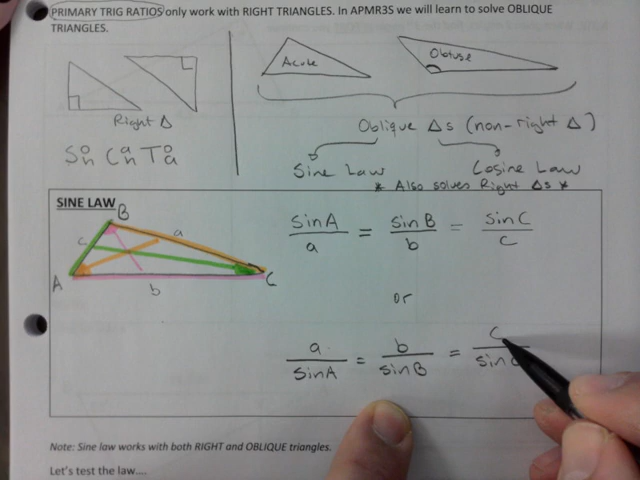 PRIMARY TRIG RATIOS only work with RIGHT TRIANGLES. In APMR3S we will learn to solve OBLIQUE
TRIANGLES.
Acute
Obtuse
Right Δ
Oblique Δs (non-right Δ)
S o/h C a/h T o/a
Sine Law
Cosine Law
* Also solves Right Δs *
SINE LAW
B
c
a
A
b
C
sinA/a = sinB/b = sinC/c
or
a/sinA = b/sinB = c/sinC
Note: Sine law works with both RIGHT and OBLIQUE triangles.
Let's test the law....